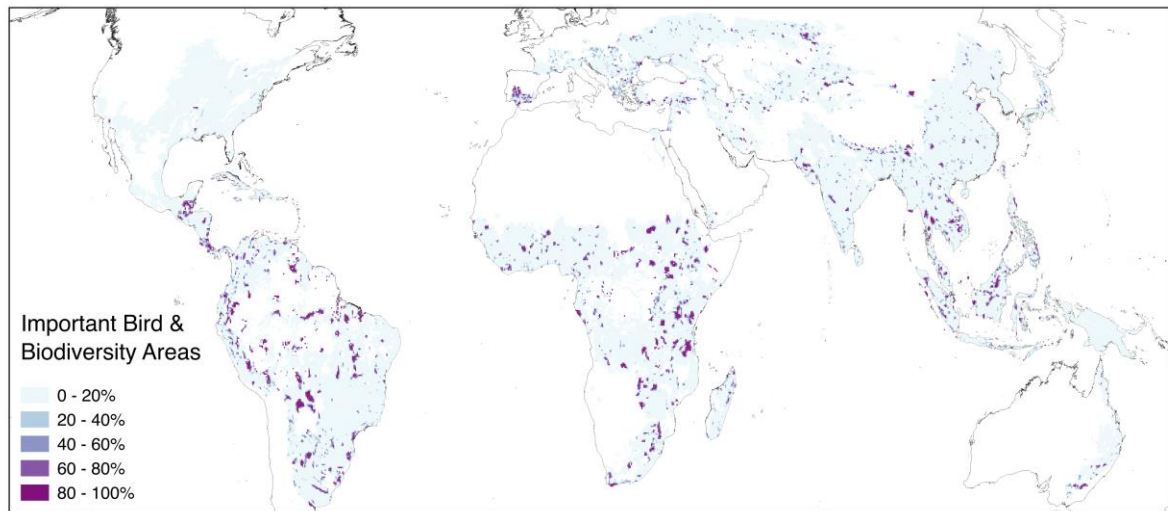 Important Bird &
Biodiversity Areas
0 - 20%
20 - 40%
40 - 60%
60 - 80%
80 - 100%